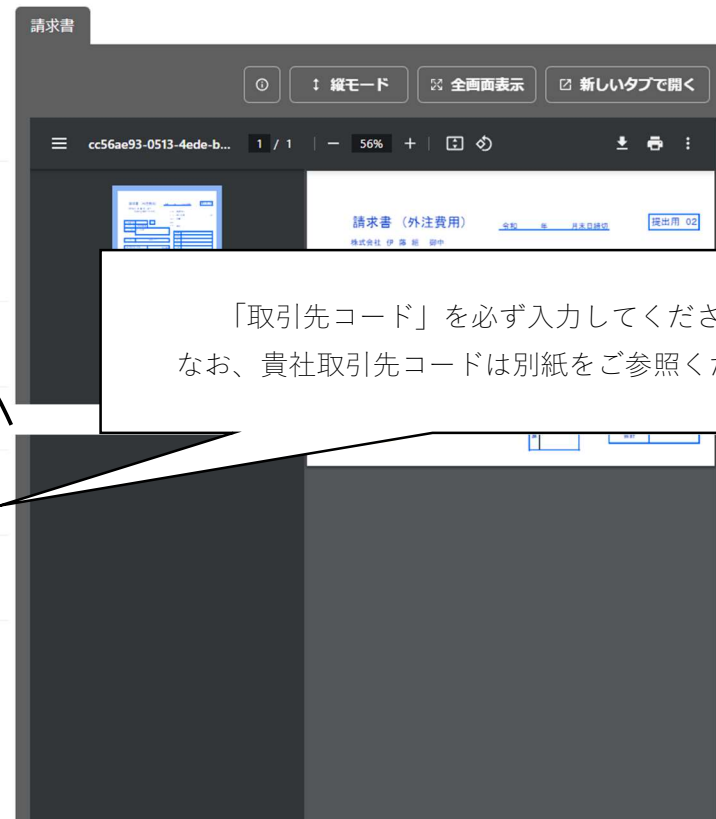 請求書
縦モード
全画面表示
新しいタブで開く
cc56ae93-0513-4ede-b... 1 / 1 56%
請求書（外注費用） 令和 年 月末日締切 提出用 02
株式会社 伊藤組 御中
「取引先コード」を必ず入力してくださ
なお、貴社取引先コードは別紙をご参照くだ